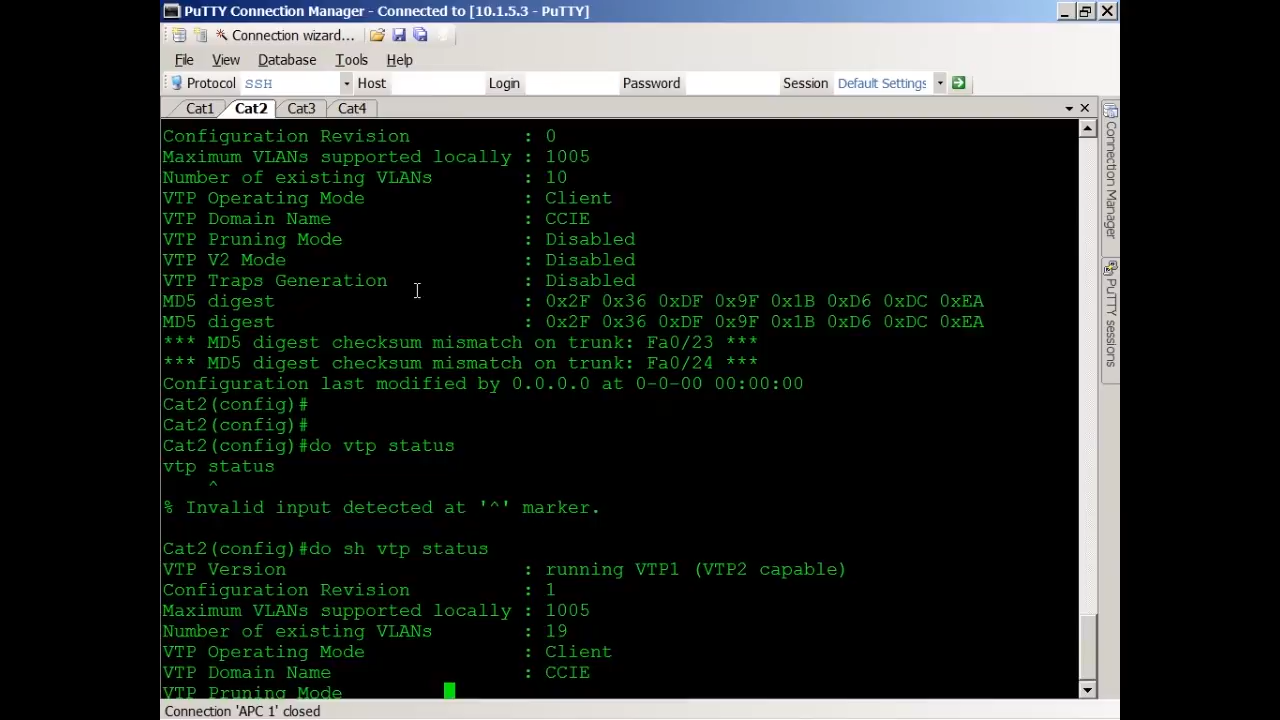 PuTTY Connection Manager - Connected to [10.1.5.3 - PuTTY]
Connection wizard...
File View Database Tools Help
Protocol SSH Host Login Password Session Default Settings
Cat1 Cat2 Cat3 Cat4
Configuration Revision : 0
Maximum VLANs supported locally : 1005
Number of existing VLANs : 10
VTP Operating Mode : Client
VTP Domain Name : CCIE
VTP Pruning Mode : Disabled
VTP V2 Mode : Disabled
VTP Traps Generation : Disabled
MD5 digest : 0x2F 0x36 0xDF 0x9F 0x1B 0xD6 0xDC 0xEA
MD5 digest : 0x2F 0x36 0xDF 0x9F 0x1B 0xD6 0xDC 0xEA
*** MD5 digest checksum mismatch on trunk: Fa0/23 ***
*** MD5 digest checksum mismatch on trunk: Fa0/24 ***
Configuration last modified by 0.0.0.0 at 0-0-00 00:00:00
Cat2(config)#
Cat2(config)#
Cat2(config)#do vtp status
vtp status
^
% Invalid input detected at '^' marker.
Cat2(config)#do sh vtp status
VTP Version : running VTP1 (VTP2 capable)
Configuration Revision : 1
Maximum VLANs supported locally : 1005
Number of existing VLANs : 19
VTP Operating Mode : Client
VTP Domain Name : CCIE
VTP Pruning Mode
Connection 'APC 1' closed
Connection Manager
PuTTY sessions